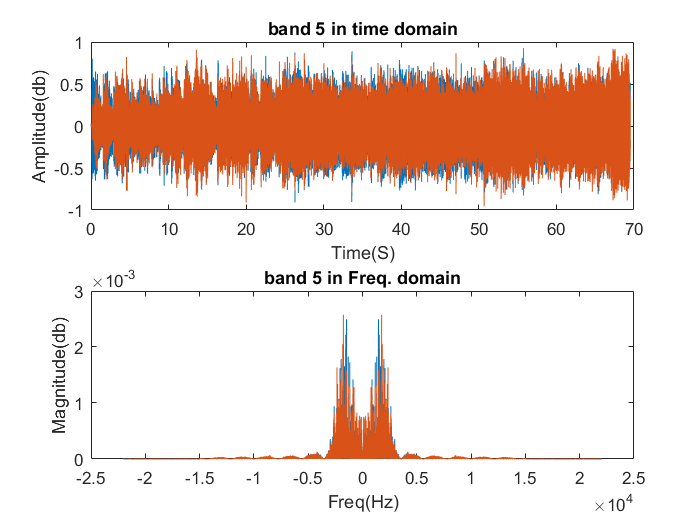 band 5 in time domain
1
0.5
0
-0.5
-1
Amplitude(db)
0 10 20 30 40 50 60 70
Time(S)
×10⁻³
band 5 in Freq. domain
3
2
1
0
Magnitude(db)
-2.5 -2 -1.5 -1 -0.5 0 0.5 1 1.5 2 2.5
Freq(Hz)
×10⁴